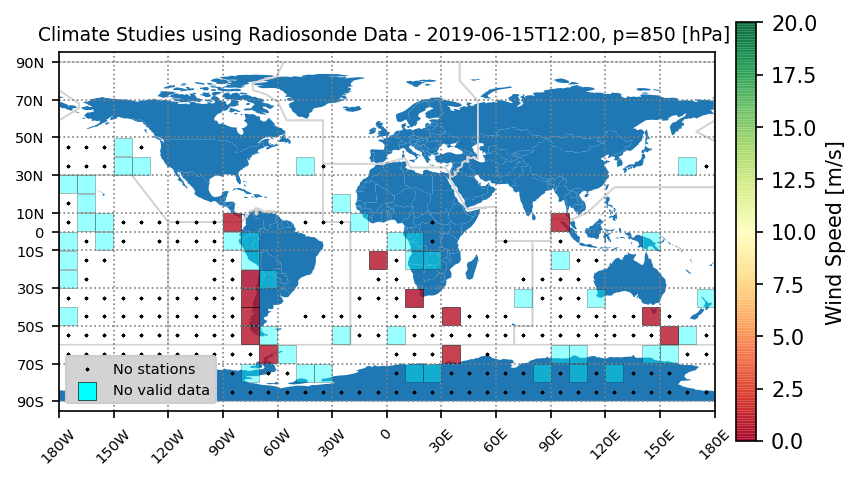 Climate Studies using Radiosonde Data - 2019-06-15T12:00, p=850 [hPa]
90N
70N
50N
30N
10N
0
10S
30S
50S
70S
90S
No stations
No valid data
180W
150W
120W
90W
60W
30W
0
30E
60E
90E
120E
150E
180E
20.0
17.5
15.0
12.5
10.0
7.5
5.0
2.5
0.0
Wind Speed [m/s]